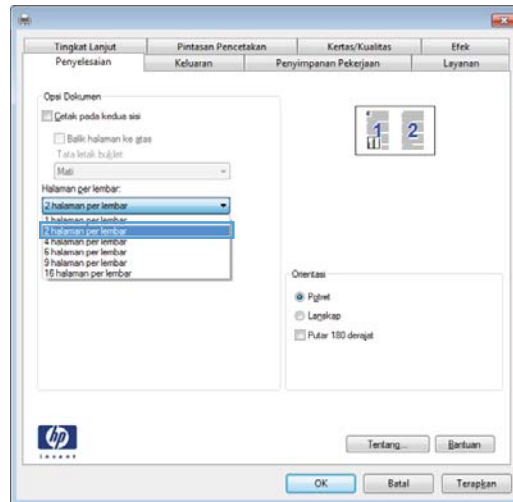 Tingkat Lanjut Pintasan Pencetakan Kertas/Kualitas Efek
Penyelesaian Keluaran Penyimpanan Pekerjaan Layanan
Opsi Dokumen
Cetak pada kedua sisi
Balik halaman ke atas
Tata letak buklet:
Mati
Halaman per lembar:
2 halaman per lembar
1 halaman per lembar
2 halaman per lembar
4 halaman per lembar
6 halaman per lembar
9 halaman per lembar
16 halaman per lembar
1 2
Orientasi
Potret
Lanskap
Putar 180 derajat
hp
invent
Tentang... Bantuan
OK Batal Terapkan